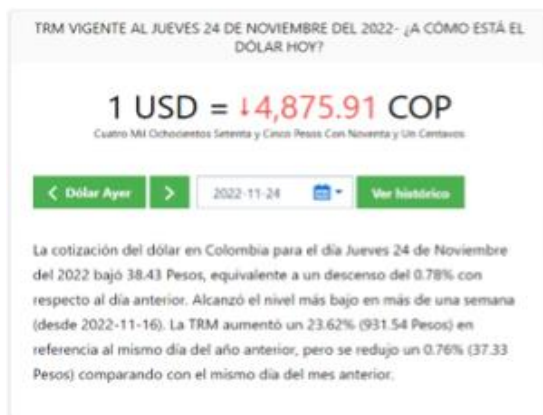 TRM VIGENTE AL JUEVES 24 DE NOVIEMBRE DEL 2022- ¿A CÓMO ESTÁ EL
DÓLAR HOY?
1 USD = ↓4,875.91 COP
Cuatro Mil Ochocientos Setenta y Cinco Pesos Con Noventa y Un Centavos
< Dólar Ayer > 2022-11-24 Ver histórico
La cotización del dólar en Colombia para el día Jueves 24 de Noviembre
del 2022 bajó 38.43 Pesos, equivalente a un descenso del 0.78% con
respecto al día anterior. Alcanzó el nivel más bajo en más de una semana
(desde 2022-11-16). La TRM aumentó un 23.62% (931.54 Pesos) en
referencia al mismo día del año anterior, pero se redujo un 0.76% (37.33
Pesos) comparando con el mismo día del mes anterior.